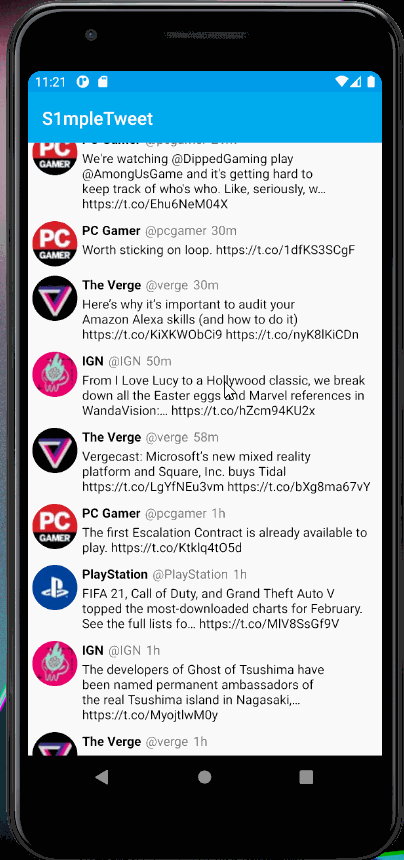 11:21
S1mpleTweet
PC Gamer @pcgamer 21m
We're watching @DippedGaming play
@AmongUsGame and it's getting hard to
keep track of who's who. Like, seriously, w…
https://t.co/Ehu6NeM04X
PC Gamer @pcgamer 30m
Worth sticking on loop. https://t.co/1dfKS3SCgF
The Verge @verge 30m
Here's why it's important to audit your
Amazon Alexa skills (and how to do it)
https://t.co/KiXKWObCi9 https://t.co/nyK8lKiCDn
IGN @IGN 50m
From I Love Lucy to a Hollywood classic, we break
down all the Easter eggs and Marvel references in
WandaVision:… https://t.co/hZcm94KU2x
The Verge @verge 58m
Vergecast: Microsoft's new mixed reality
platform and Square, Inc. buys Tidal
https://t.co/LgYfNEu3vm https://t.co/bXg8ma67vY
PC GAMER
PC Gamer @pcgamer 1h
The first Escalation Contract is already available to
play. https://t.co/Ktklq4tO5d
PlayStation @PlayStation 1h
FIFA 21, Call of Duty, and Grand Theft Auto V
topped the most-downloaded charts for February.
See the full lists fo… https://t.co/MIV8SsGf9V
IGN @IGN 1h
The developers of Ghost of Tsushima have
been named permanent ambassadors of
the real Tsushima island in Nagasaki,…
https://t.co/MyojtlwM0y
The Verge @verge 1h